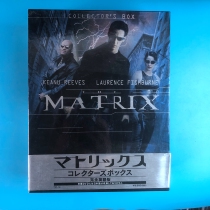 COLLECTOR'S BOX
KEANU REEVES LAURENCE FISHBURNE
THE
MATRIX
マトリックス
コレクターズボックス